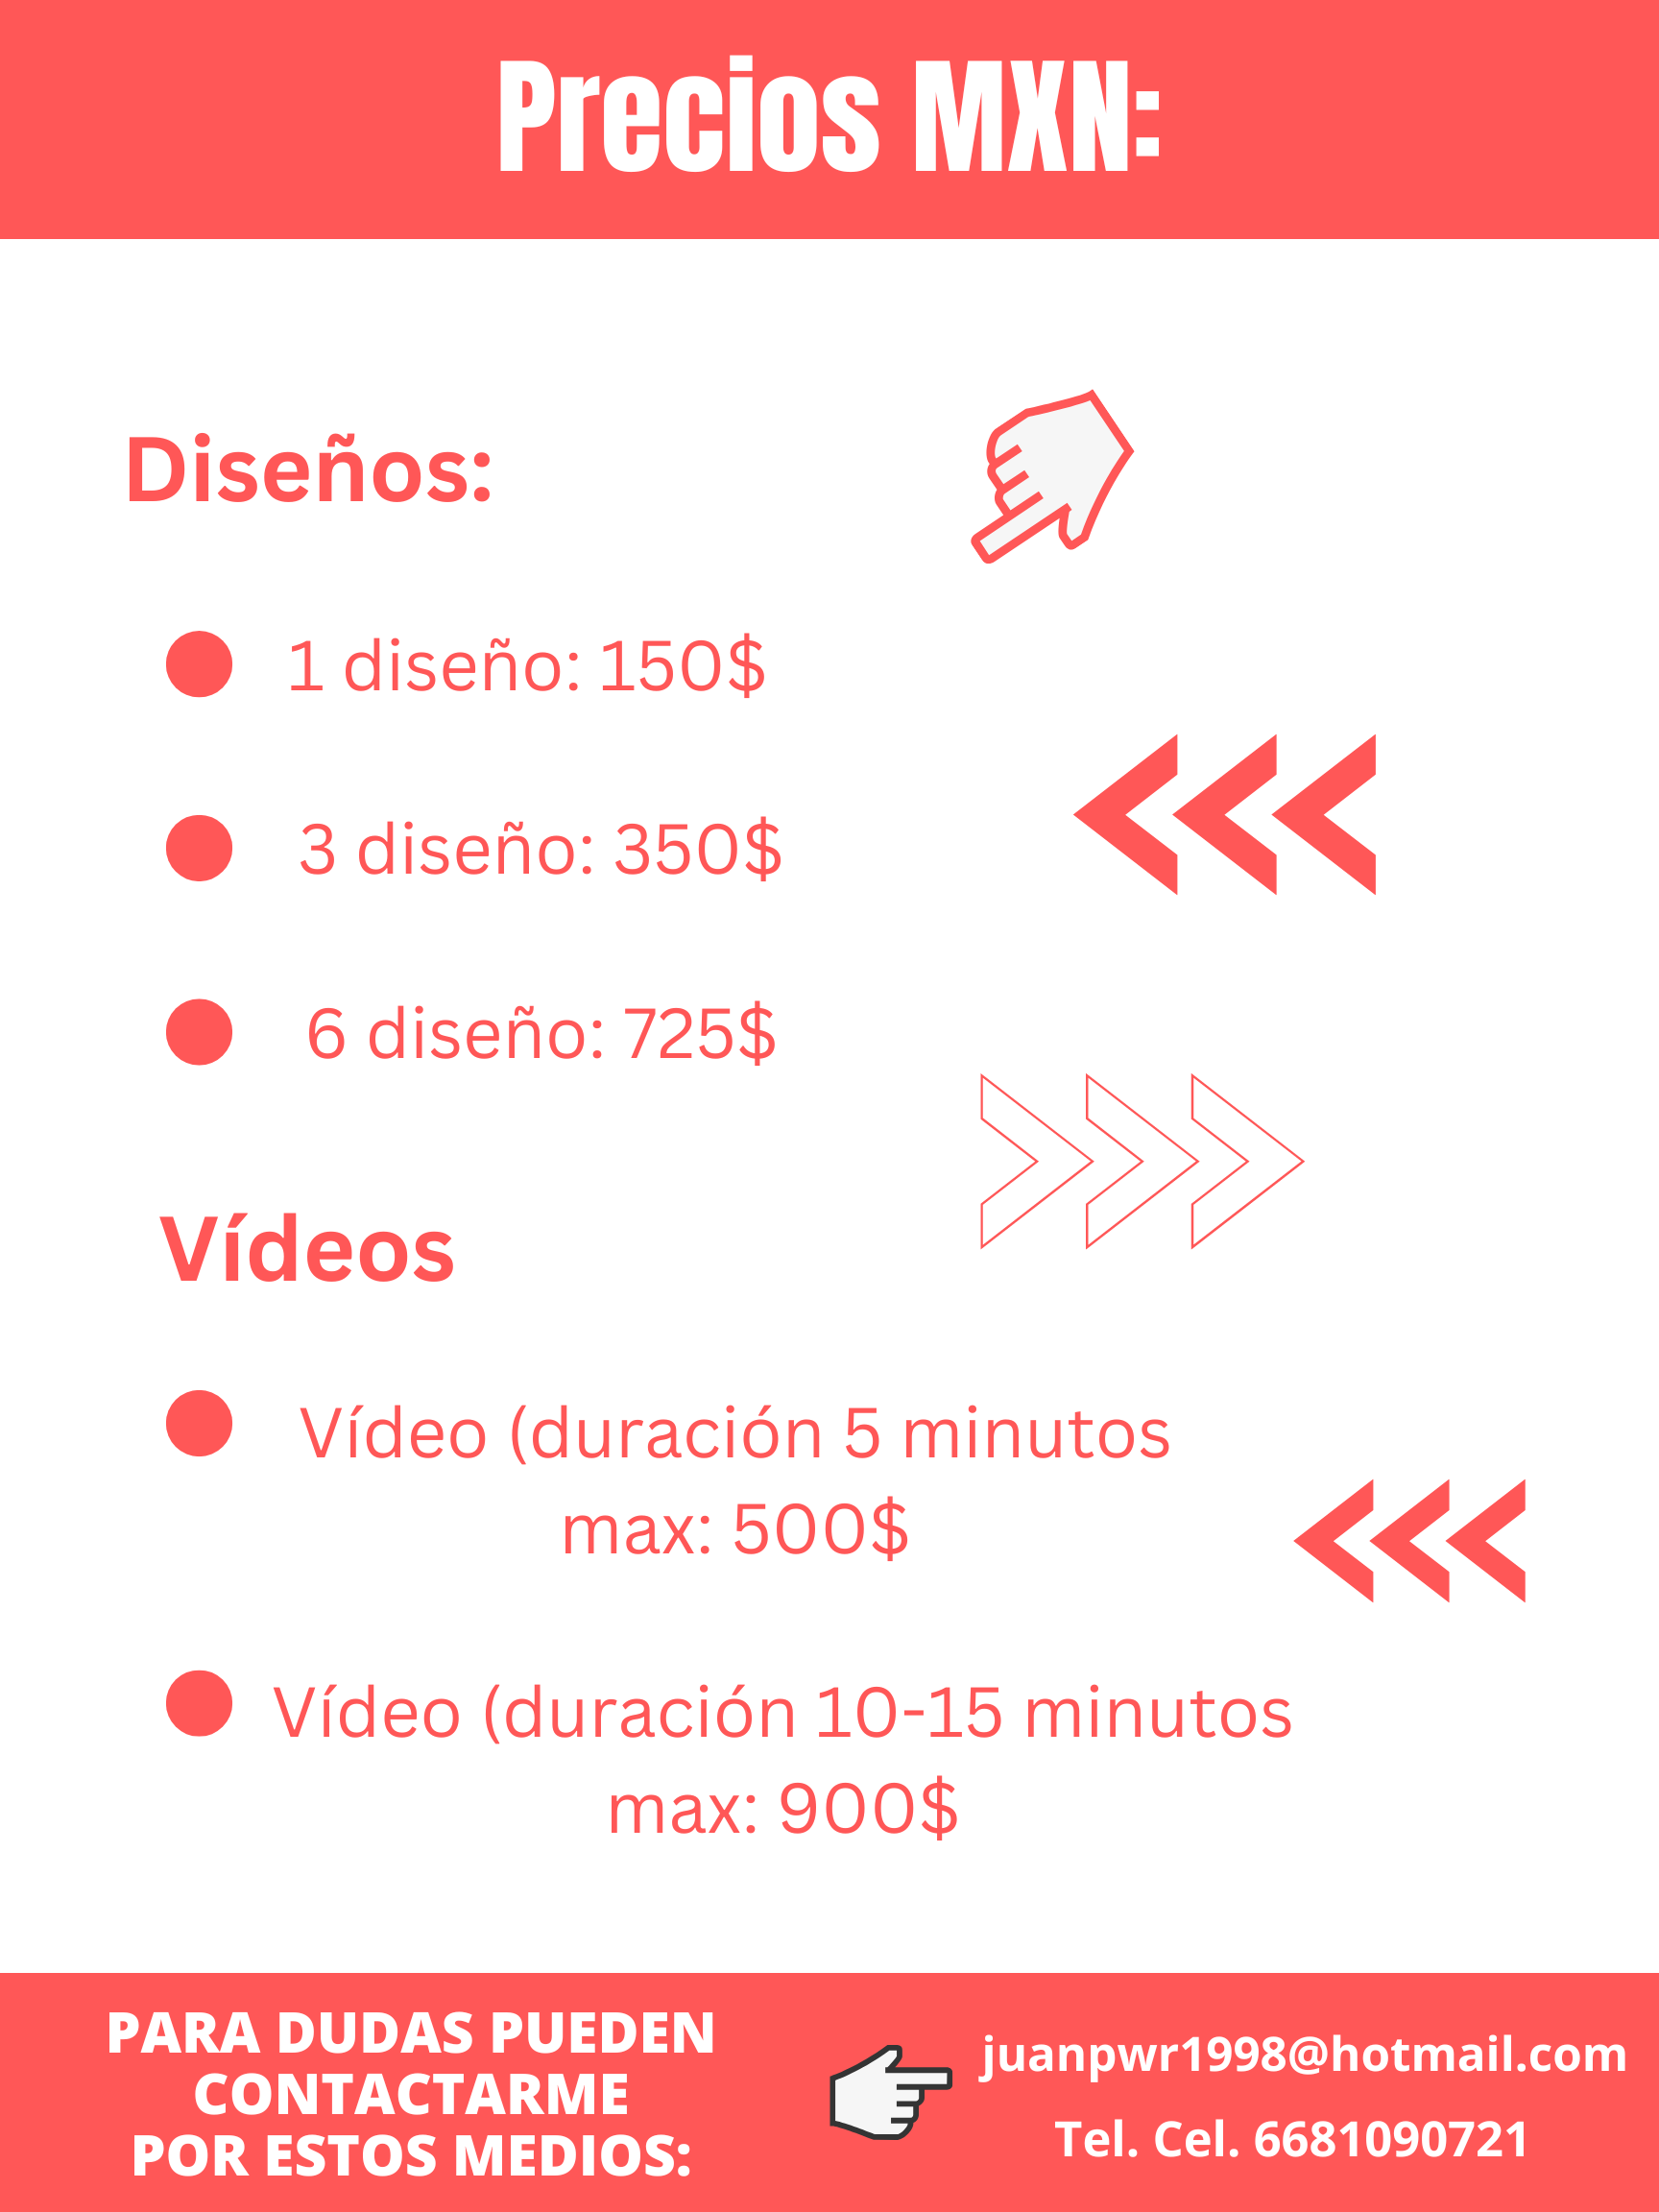 Precios MXN:
Diseños:
1 diseño: 150$
3 diseño: 350$
6 diseño: 725$
Vídeos
Vídeo (duración 5 minutos
max: 500$
Vídeo (duración 10-15 minutos
max: 900$
PARA DUDAS PUEDEN
CONTACTARME
POR ESTOS MEDIOS:
juanpwr1998@hotmail.com
Tel. Cel. 6681090721